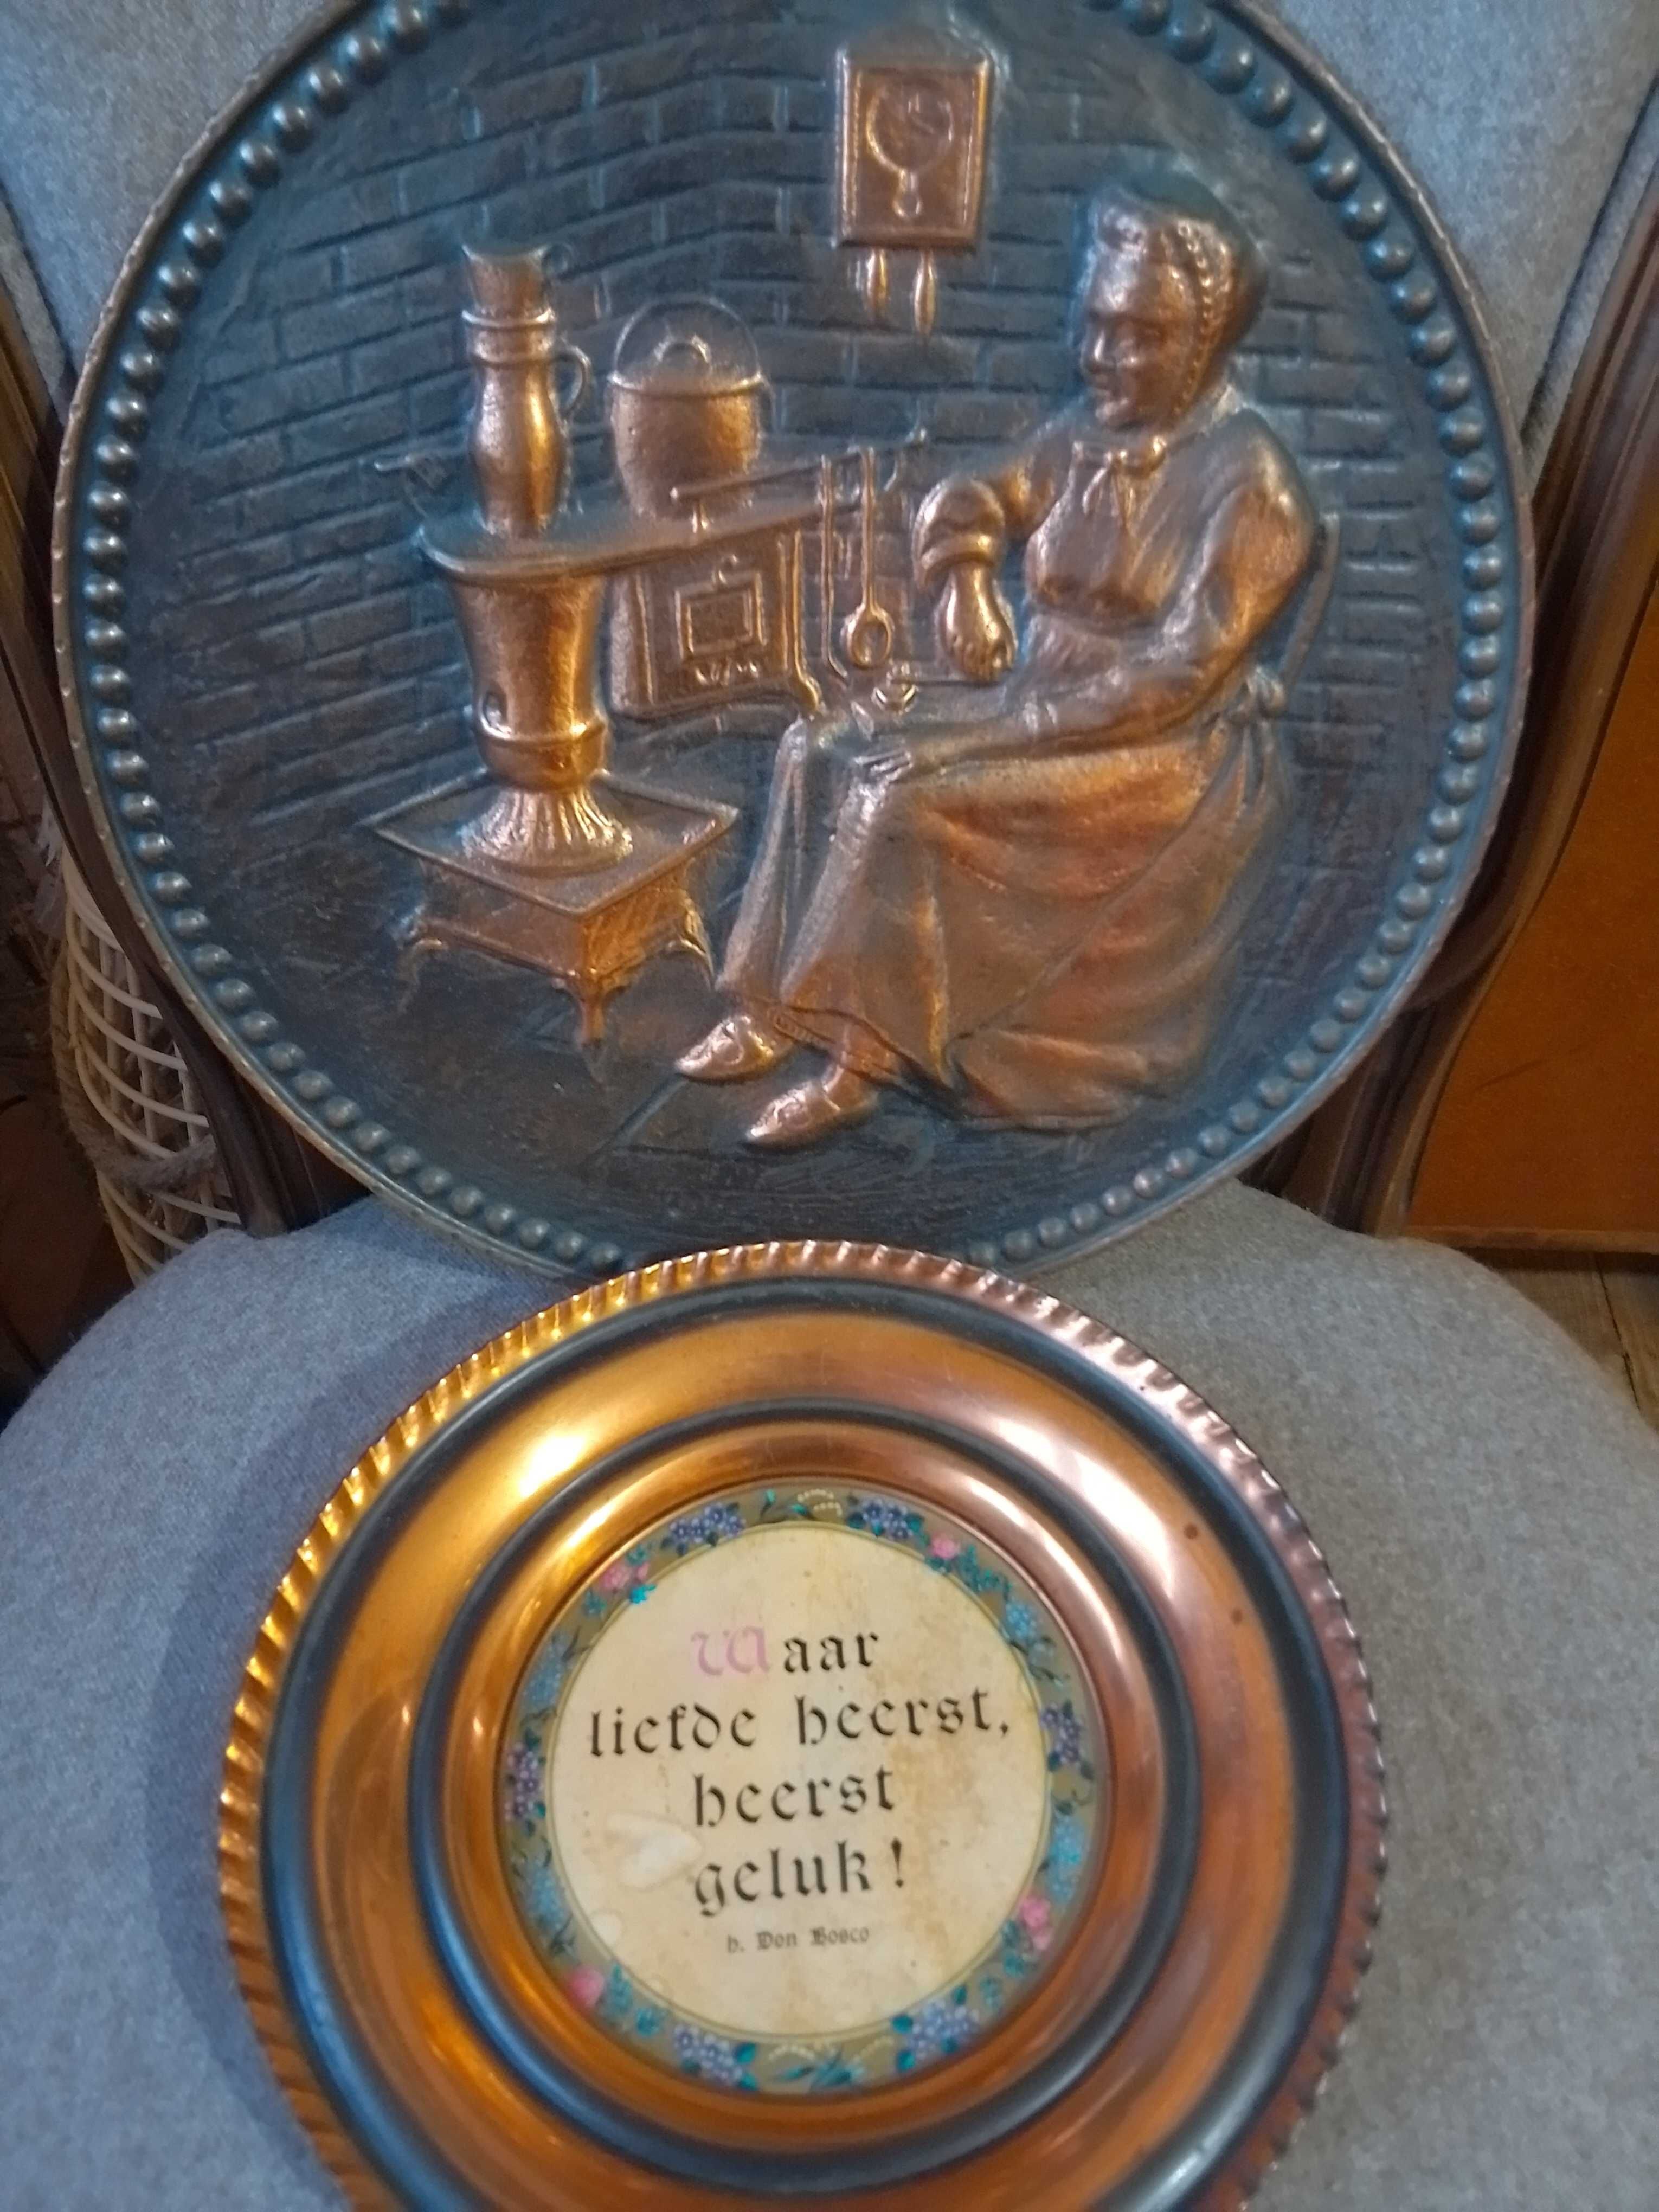 Waar
liefde heerst,
heerst
geluk!
h. Don Bosco